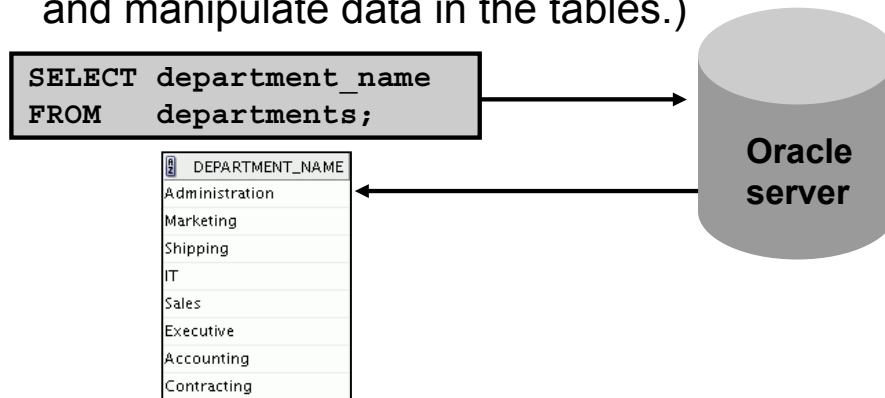 and manipulate data in the tables.)
SELECT department_name
FROM departments;
Oracle
server
DEPARTMENT_NAME
Administration
Marketing
Shipping
IT
Sales
Executive
Accounting
Contracting